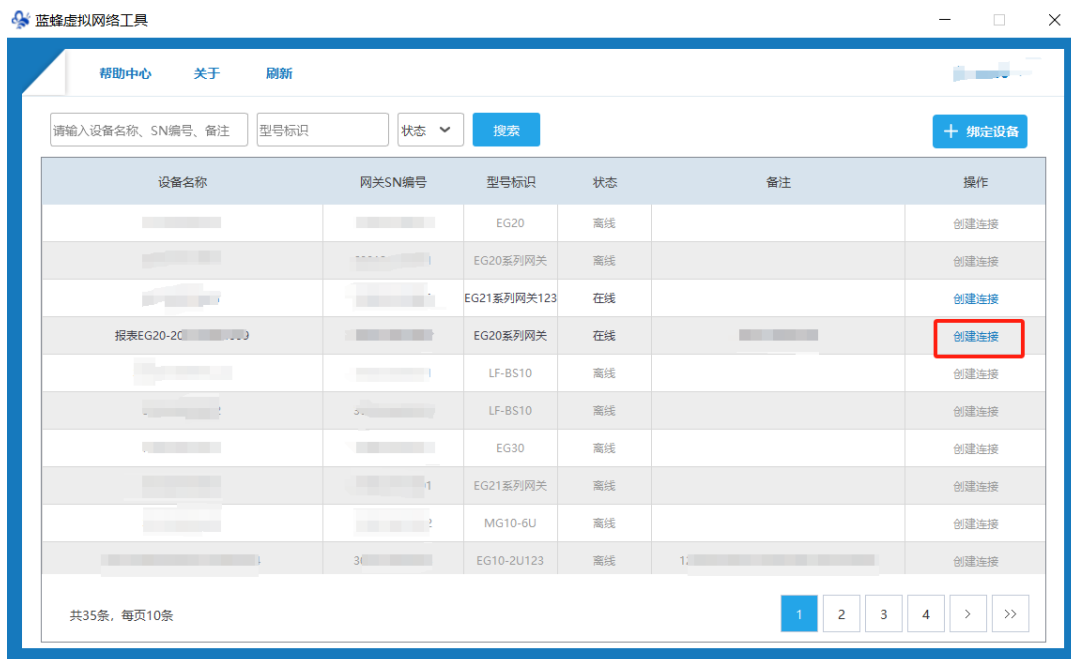 蓝蜂虚拟网络工具
帮助中心 关于 刷新
请输入设备名称、SN编号、备注 型号标识 状态 搜索 绑定设备
设备名称 网关SN编号 型号标识 状态 备注 操作
EG20 离线 创建连接
EG20系列网关 离线 创建连接
EG21系列网关123 在线 创建连接
报表EG20-20 在线 EG20系列网关 创建连接
LF-BS10 离线 创建连接
LF-BS10 离线 创建连接
EG30 离线 创建连接
EG21系列网关 离线 创建连接
MG10-6U 离线 创建连接
EG10-2U123 离线 创建连接
共35条，每页10条 1 2 3 4 > >>